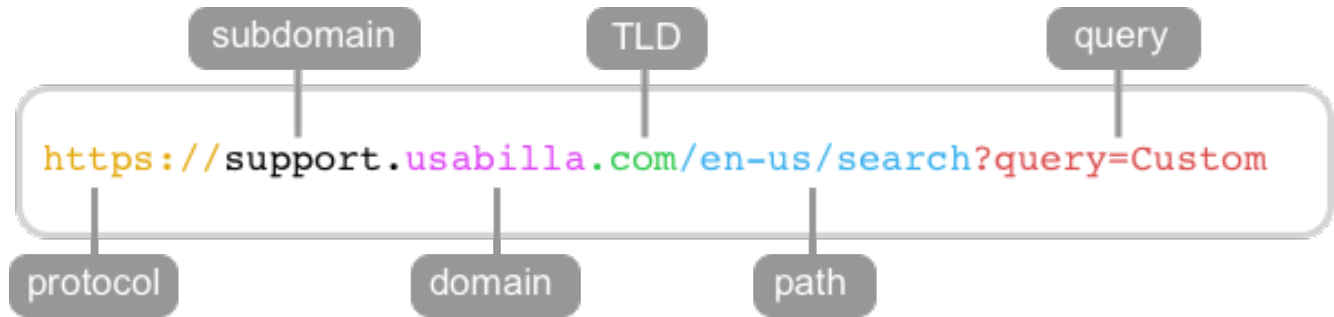 subdomain TLD query
https://support.usabilla.com/en-us/search?query=Custom
protocol domain path